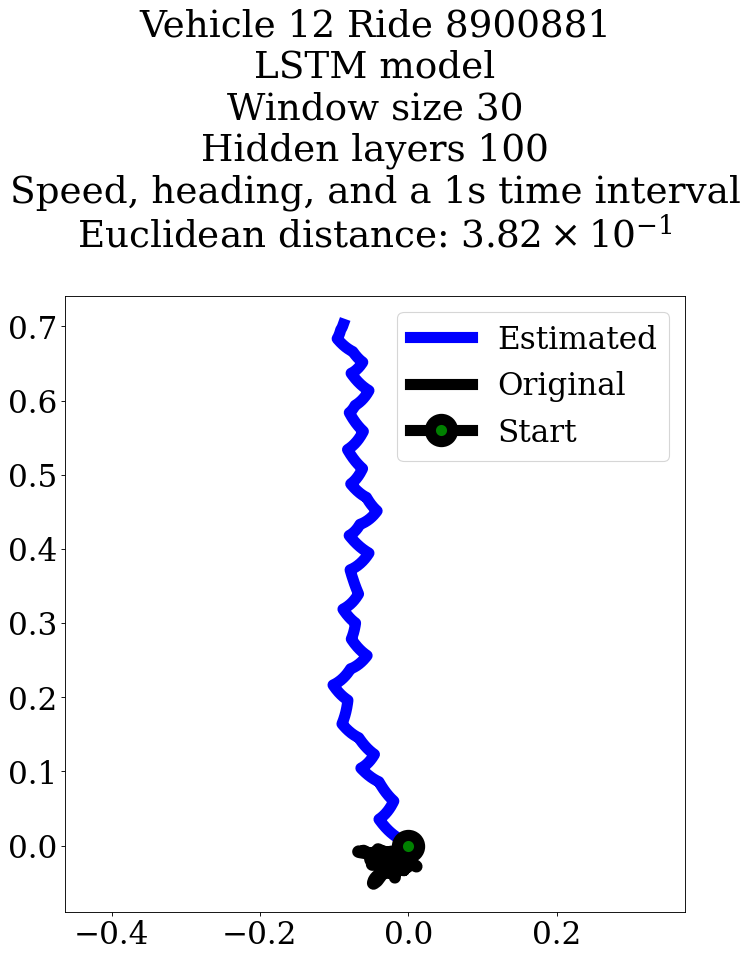 Vehicle 12 Ride 8900881
LSTM model
Window size 30
Hidden layers 100
Speed, heading, and a 1s time interval
Euclidean distance: 3.82 × 10⁻¹
Estimated
Original
Start
0.7
0.6
0.5
0.4
0.3
0.2
0.1
0.0
−0.4
−0.2
0.0
0.2